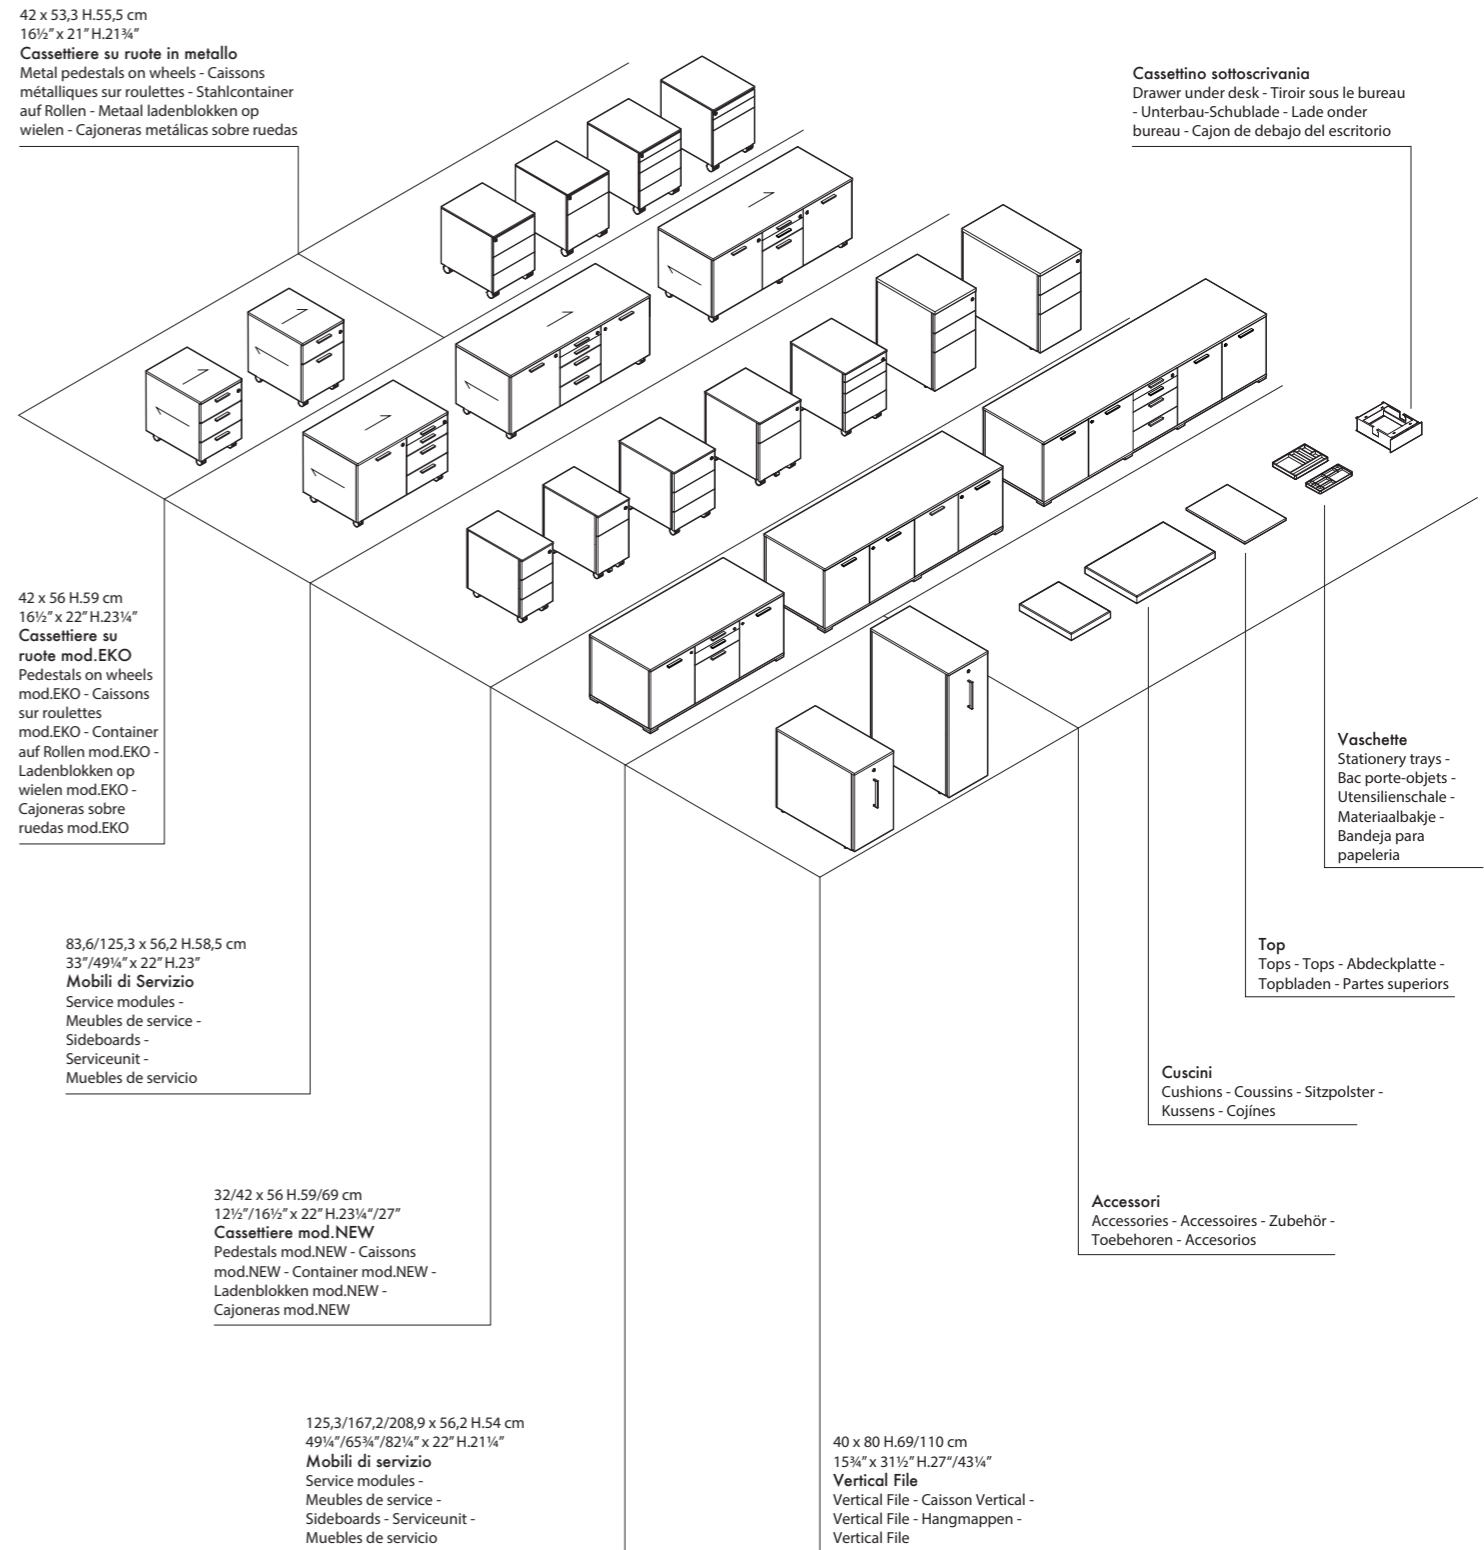 42 x 53,3 H.55,5 cm
16½” x 21” H.21¾”
Cassettiere su ruote in metallo
Metal pedestals on wheels - Caissons
métalliques sur roulettes - Stahlcontainer
auf Rollen - Metaal ladenblokken op
wielen - Cajoneras metálicas sobre ruedas
Cassettino sottoscrivania
Drawer under desk - Tiroir sous le bureau
- Unterbau-Schublade - Lade onder
bureau - Cajon de debajo del escritorio
42 x 56 H.59 cm
16½” x 22” H.23¼”
Cassettiere su
ruote mod.EKO
Pedestals on wheels
mod.EKO - Caissons
sur roulettes
mod.EKO - Container
auf Rollen mod.EKO -
Ladenblokken op
wielen mod.EKO -
Cajoneras sobre
ruedas mod.EKO
Vaschette
Stationery trays -
Bac porte-objets -
Utensilienschale -
Materiaalbakje -
Bandeja para
papeleria
83,6/125,3 x 56,2 H.58,5 cm
33”/49¼” x 22” H.23”
Mobili di Servizio
Service modules -
Meubles de service -
Sideboards -
Serviceunit -
Muebles de servicio
Top
Tops - Tops - Abdeckplatte -
Topbladen - Partes superiors
Cuscini
Cushions - Coussins - Sitzpolster -
Kussens - Cojínes
32/42 x 56 H.59/69 cm
12½”/16½” x 22” H.23¼“/27”
Cassettiere mod.NEW
Pedestals mod.NEW - Caissons
mod.NEW - Container mod.NEW -
Ladenblokken mod.NEW -
Cajoneras mod.NEW
Accessori
Accessories - Accessoires - Zubehör -
Toebehoren - Accesorios
125,3/167,2/208,9 x 56,2 H.54 cm
49¼”/65¾”/82¼” x 22” H.21¼”
Mobili di servizio
Service modules -
Meubles de service -
Sideboards - Serviceunit -
Muebles de servicio
40 x 80 H.69/110 cm
15¾” x 31½” H.27“/43¼”
Vertical File
Vertical File - Caisson Vertical -
Vertical File - Hangmappen -
Vertical File